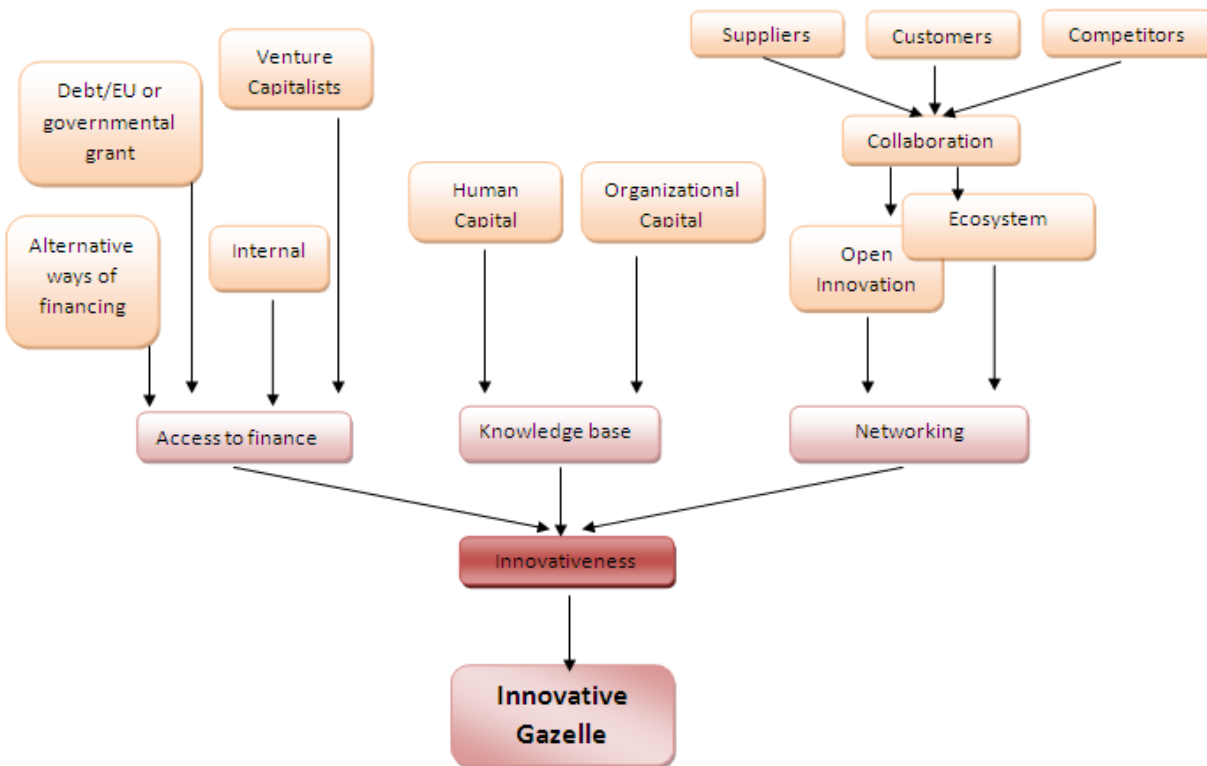 Suppliers
Customers
Competitors
Venture
Capitalists
Debt/EU or
governmental
grant
Collaboration
Human
Capital
Organizational
Capital
Ecosystem
Alternative
ways of
financing
Internal
Open
Innovation
Access to finance
Knowledge base
Networking
Innovativeness
Innovative
Gazelle